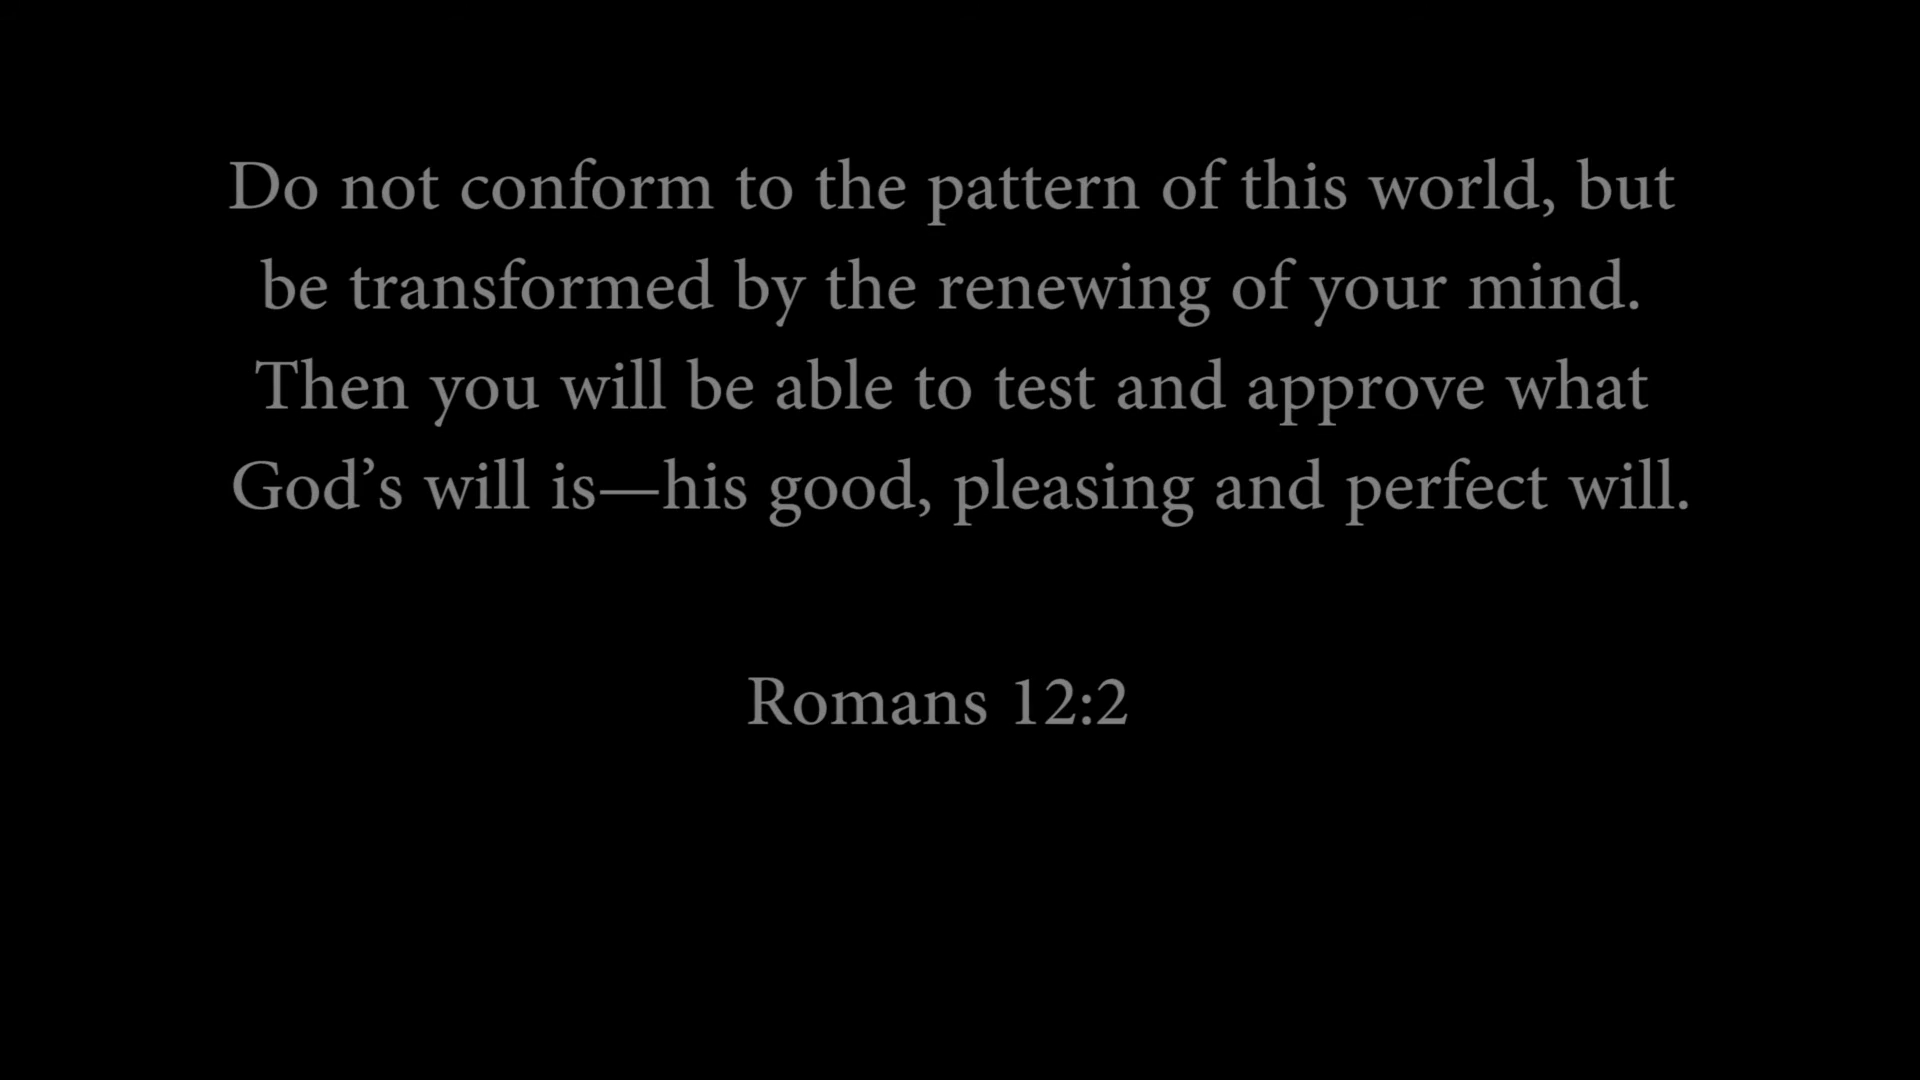 Do not conform to the pattern of this world, but
be transformed by the renewing of your mind.
Then you will be able to test and approve what
God’s will is—his good, pleasing and perfect will.
Romans 12:2